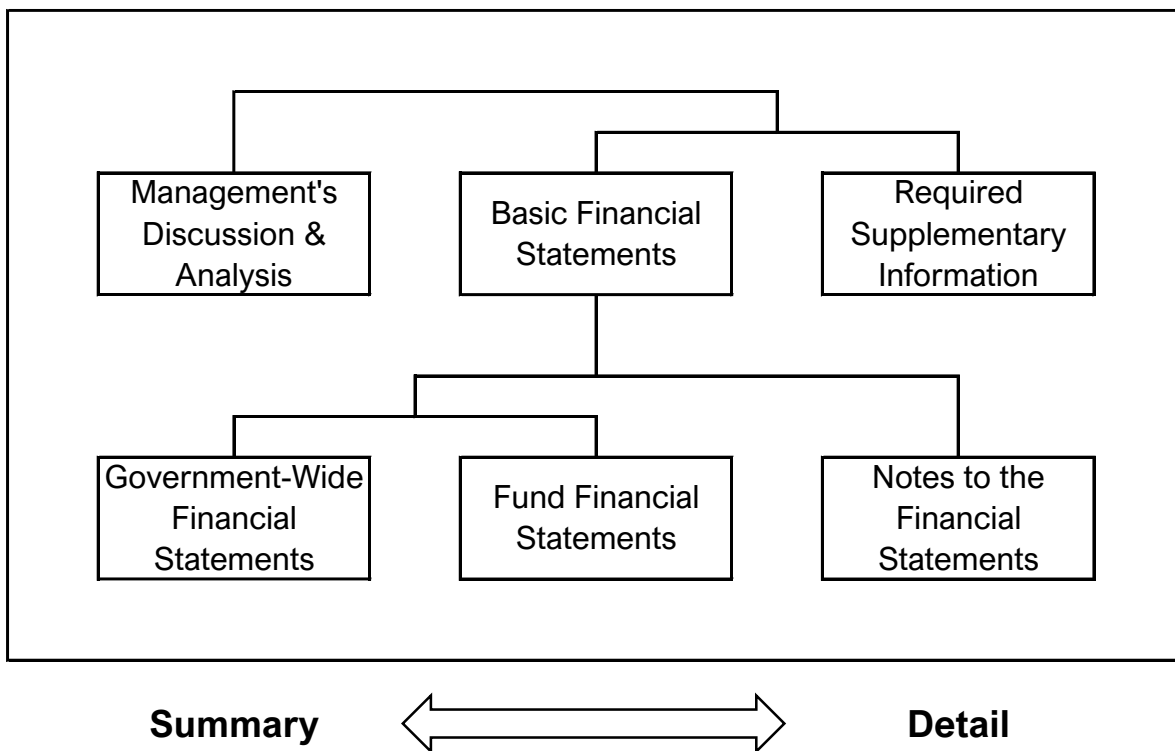 Management's
Discussion &
Analysis
Basic Financial
Statements
Required
Supplementary
Information
Government-Wide
Financial
Statements
Fund Financial
Statements
Notes to the
Financial
Statements
Summary
Detail